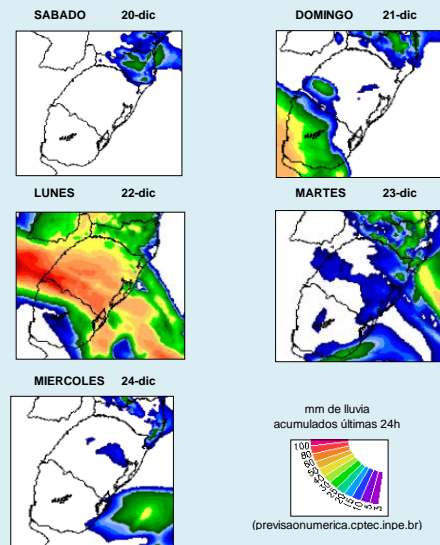 SABADO 20-dic
DOMINGO 21-dic
LUNES 22-dic
MARTES 23-dic
MIERCOLES 24-dic
mm de lluvia
acumulados últimas 24h
100
80
(previsaonumerica.cptec.inpe.br)